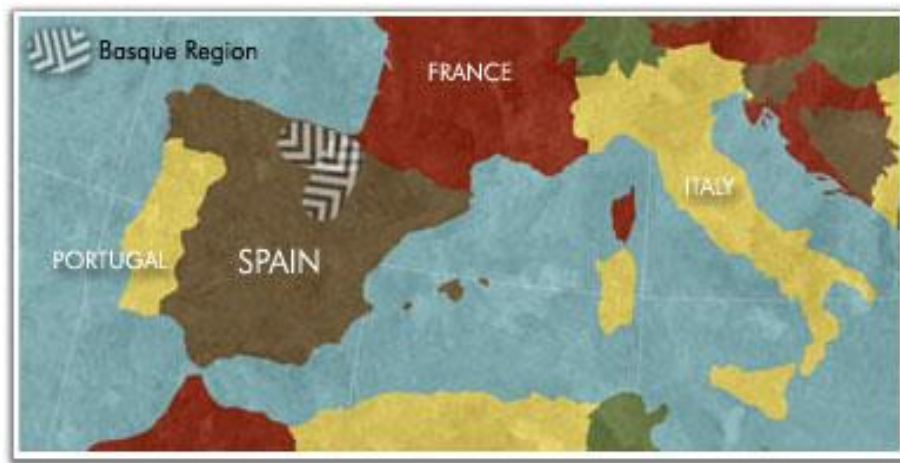 Basque Region
FRANCE
ITALY
PORTUGAL
SPAIN